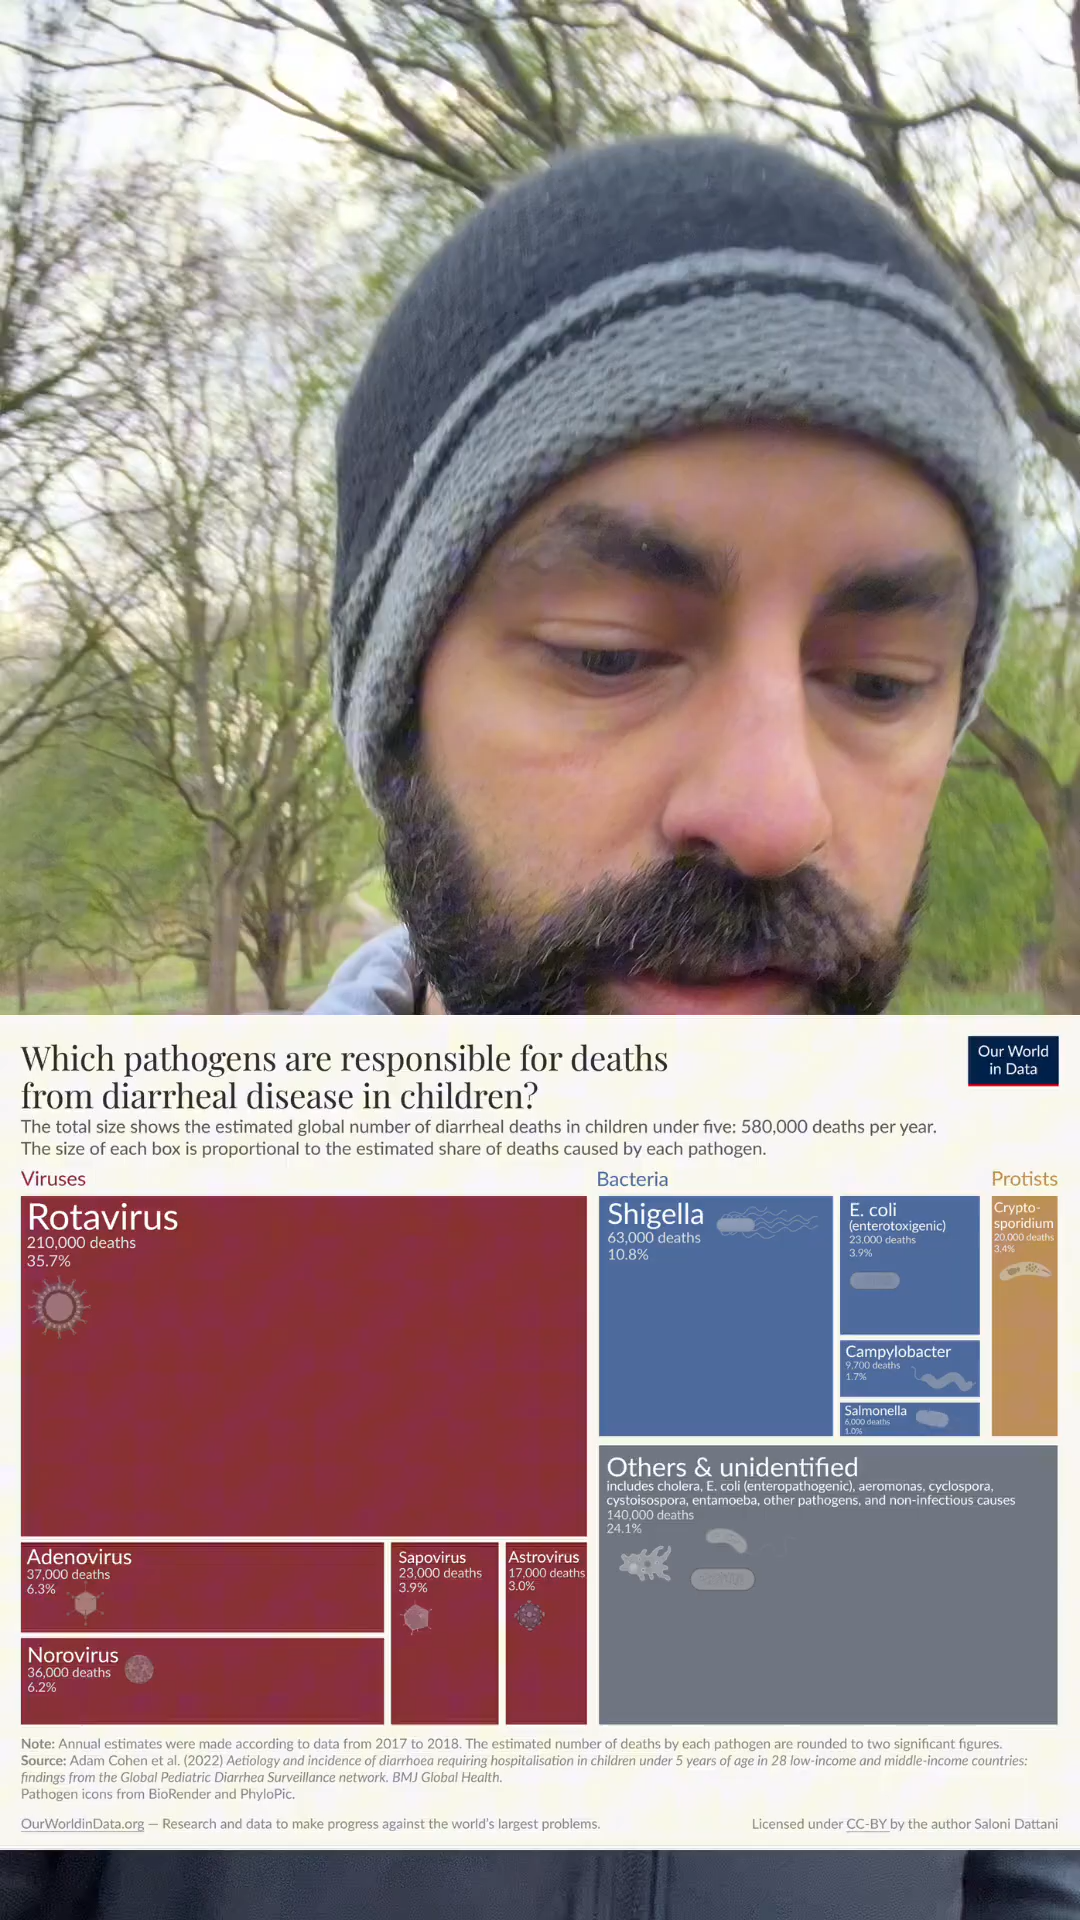 Which pathogens are responsible for deaths
from diarrheal disease in children?
Our World
in Data
The total size shows the estimated global number of diarrheal deaths in children under five: 580,000 deaths per year.
The size of each box is proportional to the estimated share of deaths caused by each pathogen.
Viruses
Rotavirus
210,000 deaths
35.7%
Adenovirus
37,000 deaths
6.3%
Norovirus
36,000 deaths
6.2%
Sapovirus
23,000 deaths
3.9%
Astrovirus
17,000 deaths
3.0%
Bacteria
Shigella
63,000 deaths
10.8%
E. coli
(enterotoxigenic)
23,000 deaths
3.9%
Campylobacter
9,700 deaths
1.7%
Salmonella
6,000 deaths
1.0%
Protists
Crypto-
sporidium
20,000 deaths
3.4%
Others & unidentified
includes cholera, E. coli (enteropathogenic), aeromonas, cyclospora,
cystoisospora, entamoeba, other pathogens, and non-infectious causes
140,000 deaths
24.1%
Note: Annual estimates were made according to data from 2017 to 2018. The estimated number of deaths by each pathogen are rounded to two significant figures.
Source: Adam Cohen et al. (2022) Aetiology and incidence of diarrhoea requiring hospitalisation in children under 5 years of age in 28 low-income and middle-income countries:
findings from the Global Pediatric Diarrhea Surveillance network. BMJ Global Health.
Pathogen icons from BioRender and PhyloPic.
OurWorldinData.org — Research and data to make progress against the world's largest problems.
Licensed under CC-BY by the author Saloni Dattani